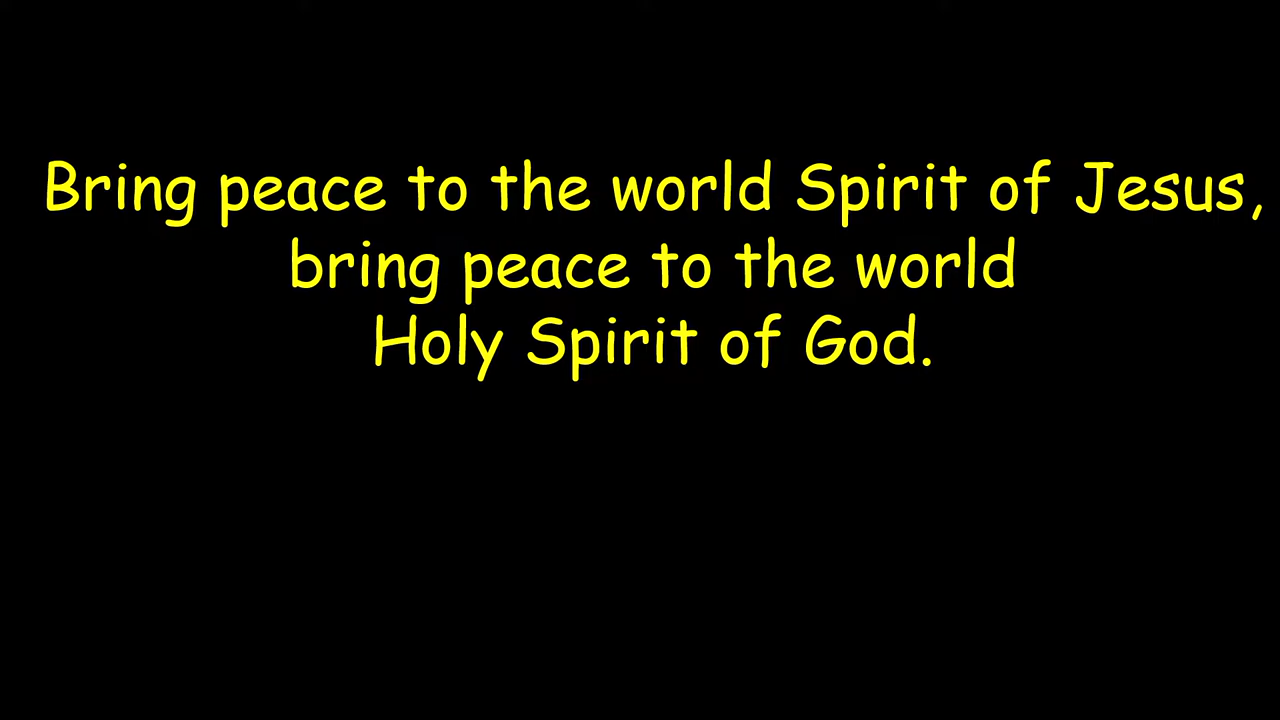 Bring peace to the world Spirit of Jesus,
bring peace to the world
Holy Spirit of God.